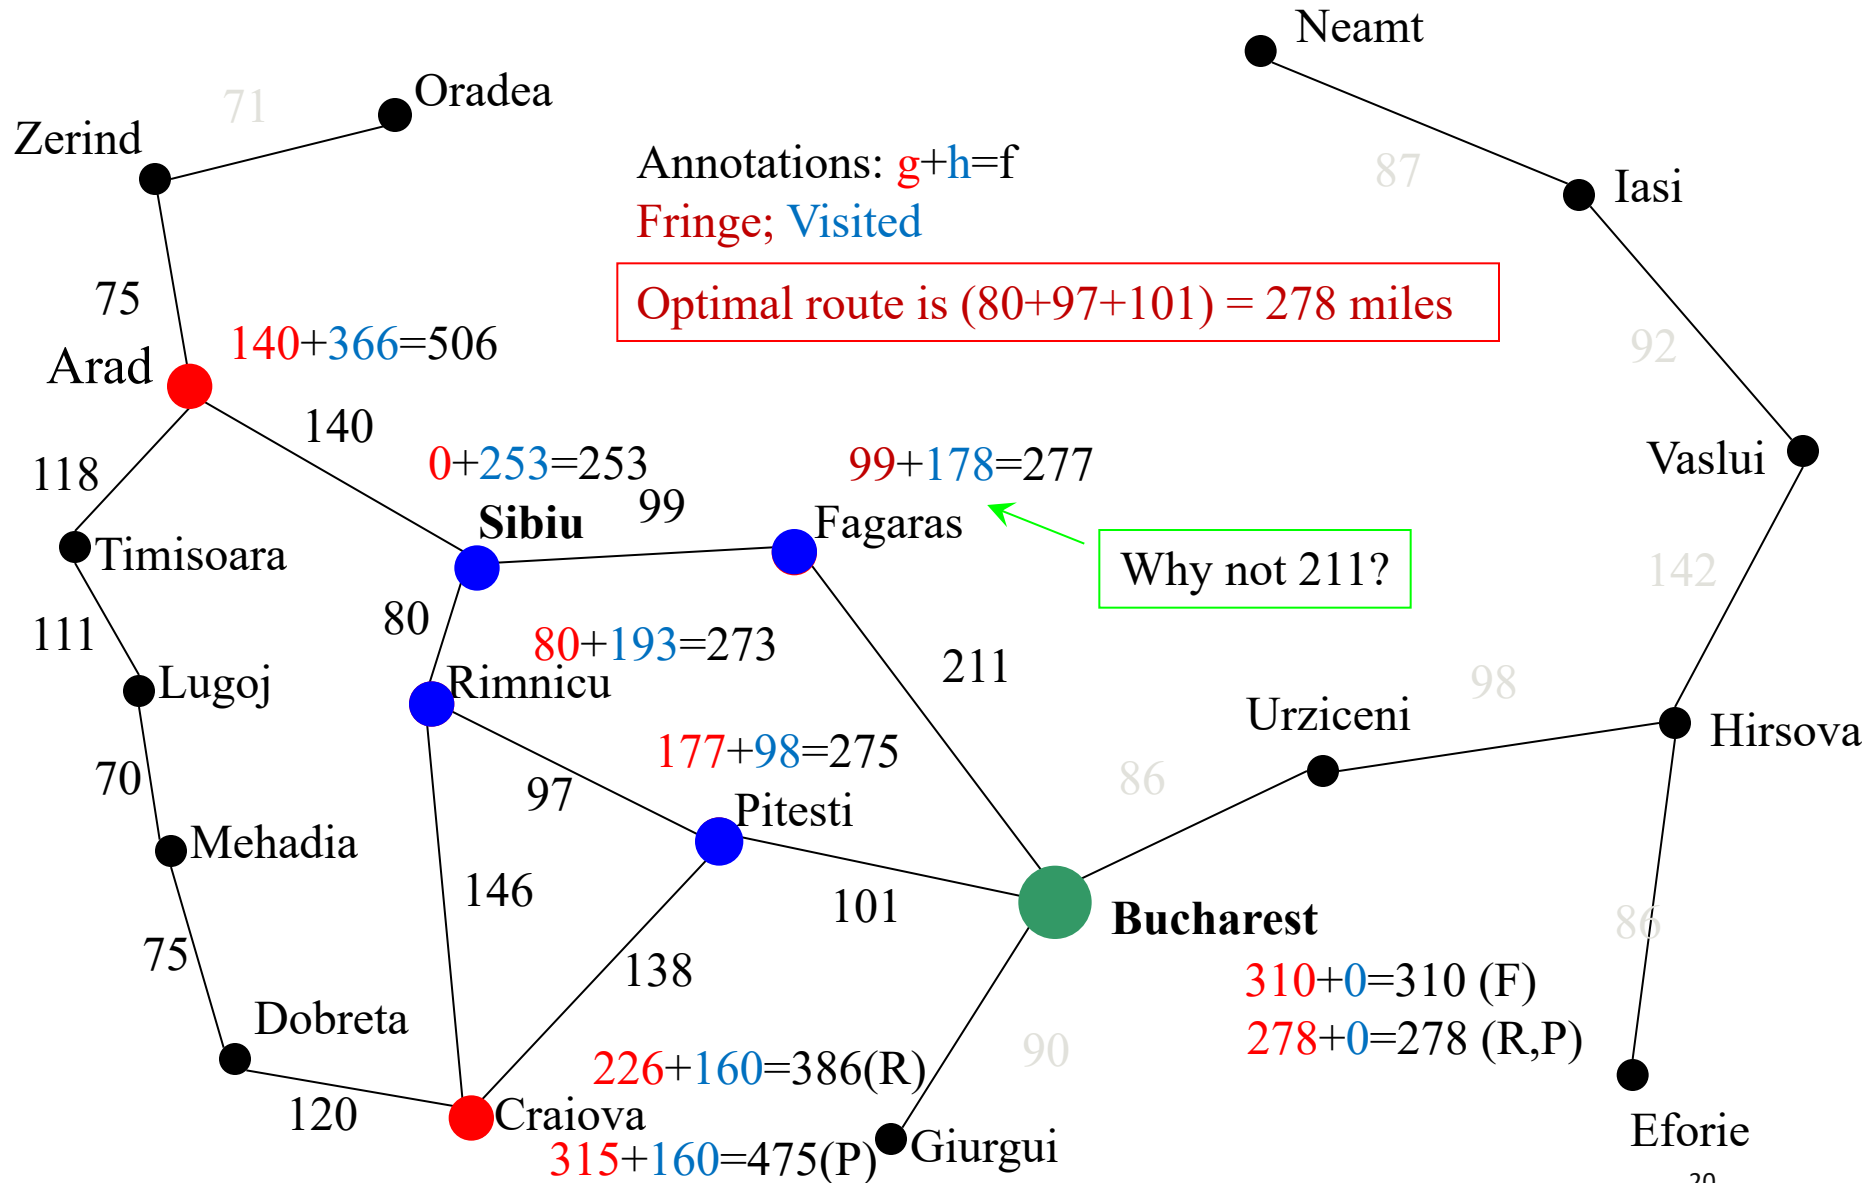 Neamt
Oradea
71
Zerind
Annotations: g+h=f
87
Iasi
Fringe; Visited
75
Optimal route is (80+97+101) = 278 miles
140+366=506
92
Arad
140
0+253=253
99+178=277
Vaslui
118
99
Sibiu
Fagaras
Timisoara
Why not 211?
142
80
111
80+193=273
211
Lugoj
Rimnicu
98
Urziceni
Hirsova
177+98=275
70
97
86
Pitesti
Mehadia
146
101
Bucharest
86
75
138
310+0=310 (F)
Dobreta
278+0=278 (R,P)
226+160=386(R)
90
120
Craiova
Giurgui
Eforie
315+160=475(P)
20